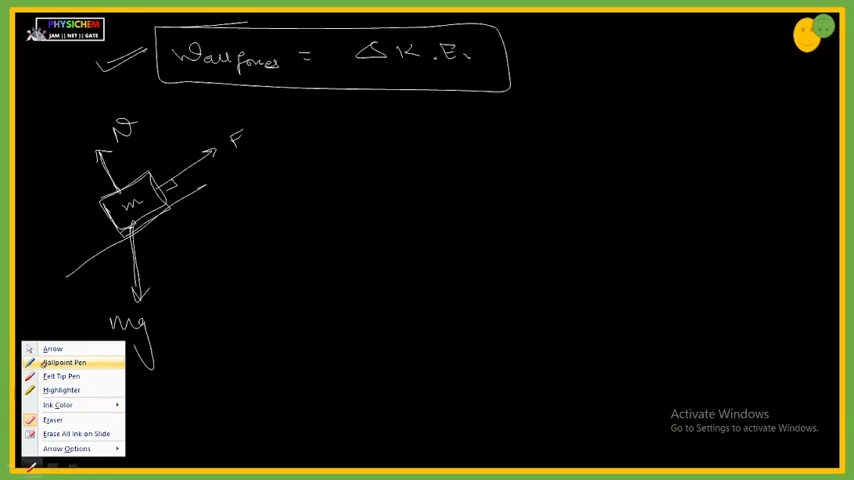 PHYSICHEM
JAM || NET || GATE
W all forces = Δ K.E.
N
F
m
mg
Arrow
Ballpoint Pen
Felt Tip Pen
Highlighter
Ink Color
Eraser
Erase All Ink on Slide
Arrow Options
Activate Windows
Go to Settings to activate Windows.